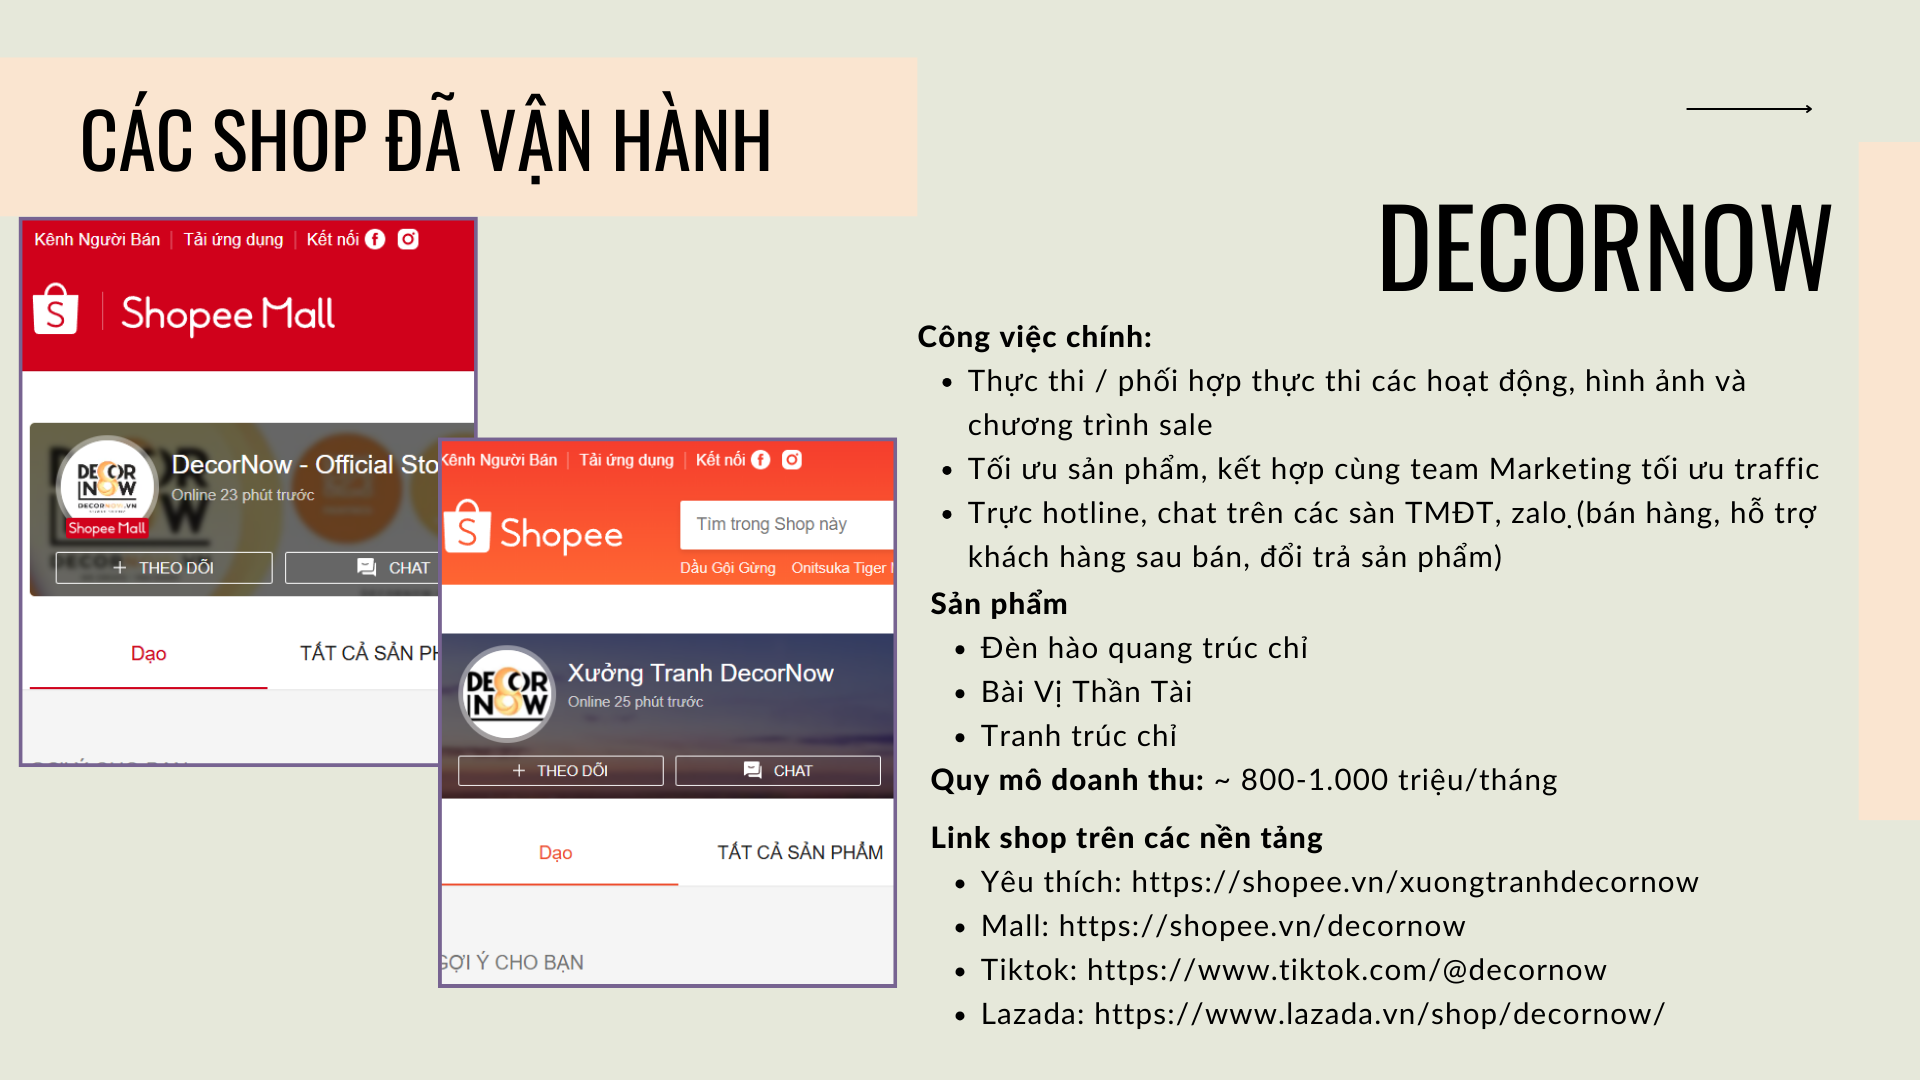 CÁC SHOP ĐÃ VẬN HÀNH
Kênh Người Bán | Tải ứng dụng | Kết nối
Shopee Mall
DECOR NOW
DECORNOW.VN
Shopee Mall
DecorNow - Official Sto
Online 23 phút trước
+ THEO DÕI
CHAT
Dạo
TẤT CẢ SẢN PH
Kênh Người Bán | Tải ứng dụng | Kết nối
Shopee
Tìm trong Shop này
Dầu Gội Gừng Onitsuka Tiger
DECOR NOW
Xưởng Tranh DecorNow
Online 25 phút trước
+ THEO DÕI
CHAT
Dạo
TẤT CẢ SẢN PHẨM
GỢI Ý CHO BẠN
DECORNOW
Công việc chính:
• Thực thi / phối hợp thực thi các hoạt động, hình ảnh và
chương trình sale
• Tối ưu sản phẩm, kết hợp cùng team Marketing tối ưu traffic
• Trực hotline, chat trên các sàn TMĐT, zalo ̣(bán hàng, hỗ trợ
khách hàng sau bán, đổi trả sản phẩm)
Sản phẩm
• Đèn hào quang trúc chỉ
• Bài Vị Thần Tài
• Tranh trúc chỉ
Quy mô doanh thu: ~ 800-1.000 triệu/tháng
Link shop trên các nền tảng
• Yêu thích: https://shopee.vn/xuongtranhdecornow
• Mall: https://shopee.vn/decornow
• Tiktok: https://www.tiktok.com/@decornow
• Lazada: https://www.lazada.vn/shop/decornow/